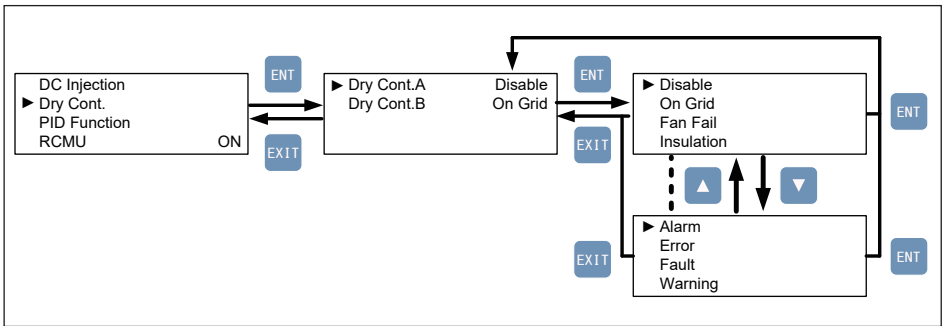 DC Injection
► Dry Cont.
PID Function
RCMU ON
ENT
EXIT
► Dry Cont.A Disable
Dry Cont.B On Grid
ENT
EXIT
► Disable
On Grid
Fan Fail
Insulation
ENT
▲
▼
EXIT
► Alarm
Error
Fault
Warning
ENT